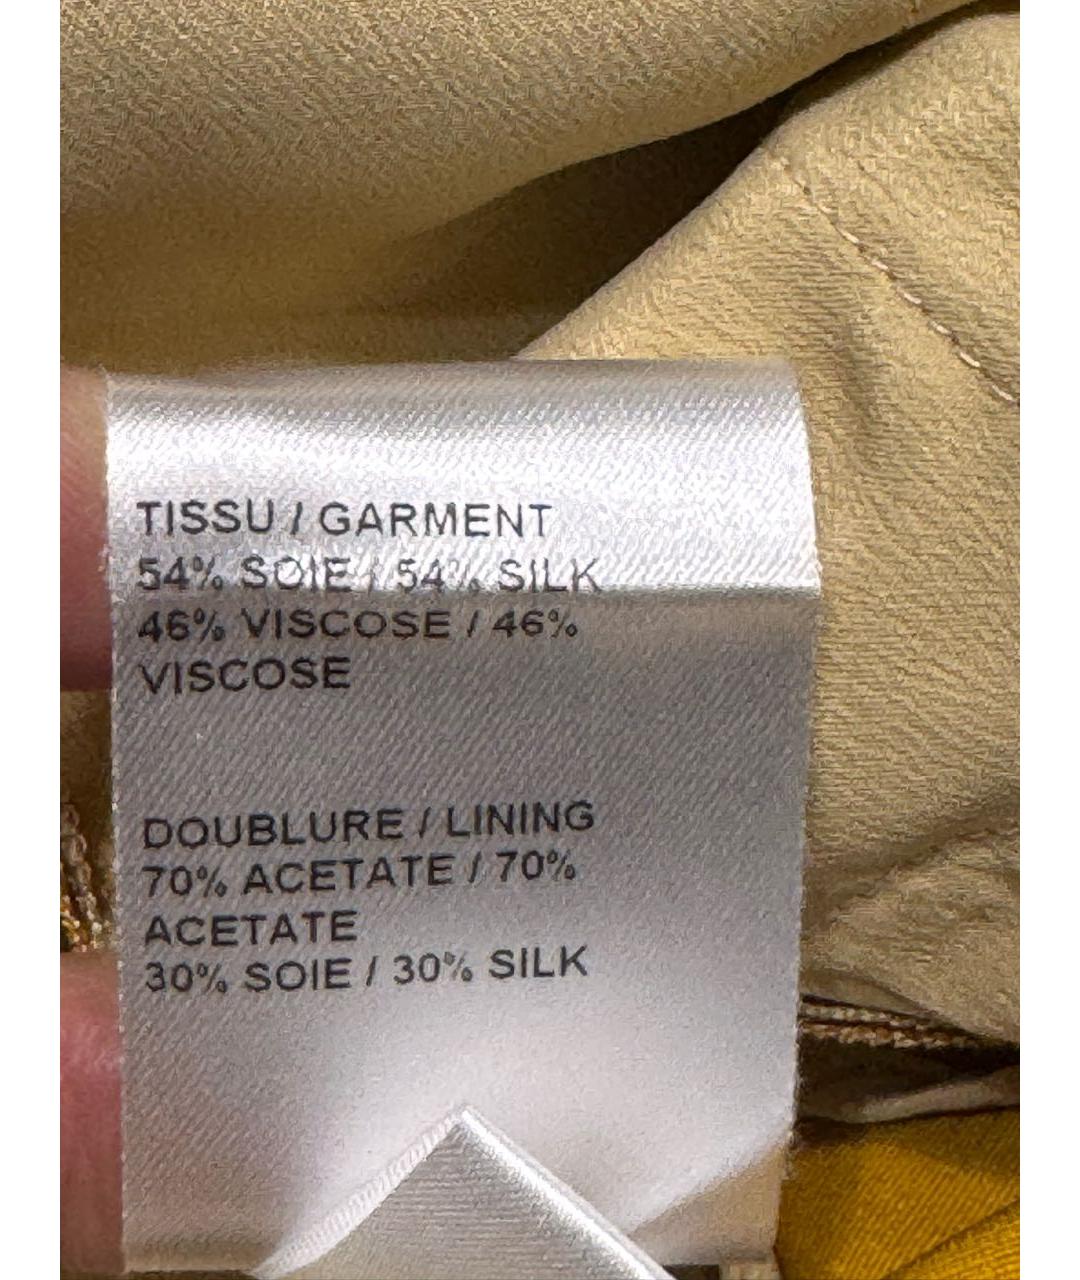 TISSU / GARMENT
54% SOIE / 54% SILK
46% VISCOSE / 46%
VISCOSE
DOUBLURE / LINING
70% ACETATE / 70%
ACETATE
30% SOIE / 30% SILK